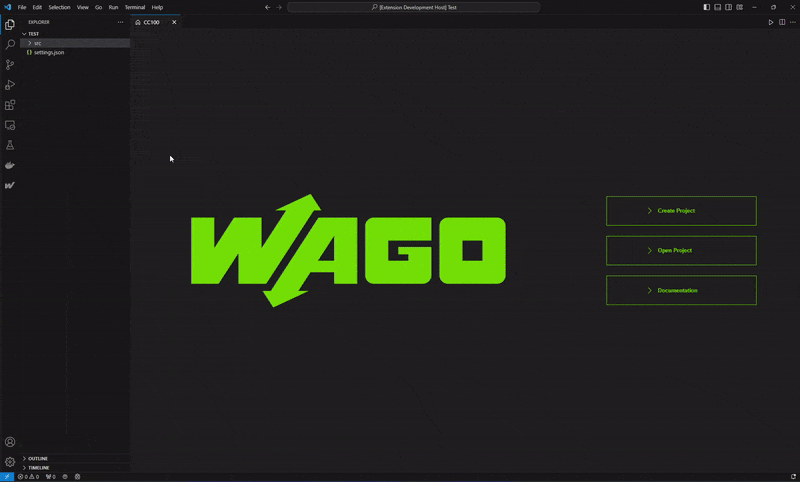 File Edit Selection View Go Run Terminal Help
[Extension Development Host] Test
EXPLORER
CC100
TEST
src
settings.json
WAGO
Create Project
Open Project
Documentation
OUTLINE
TIMELINE
0 0 0